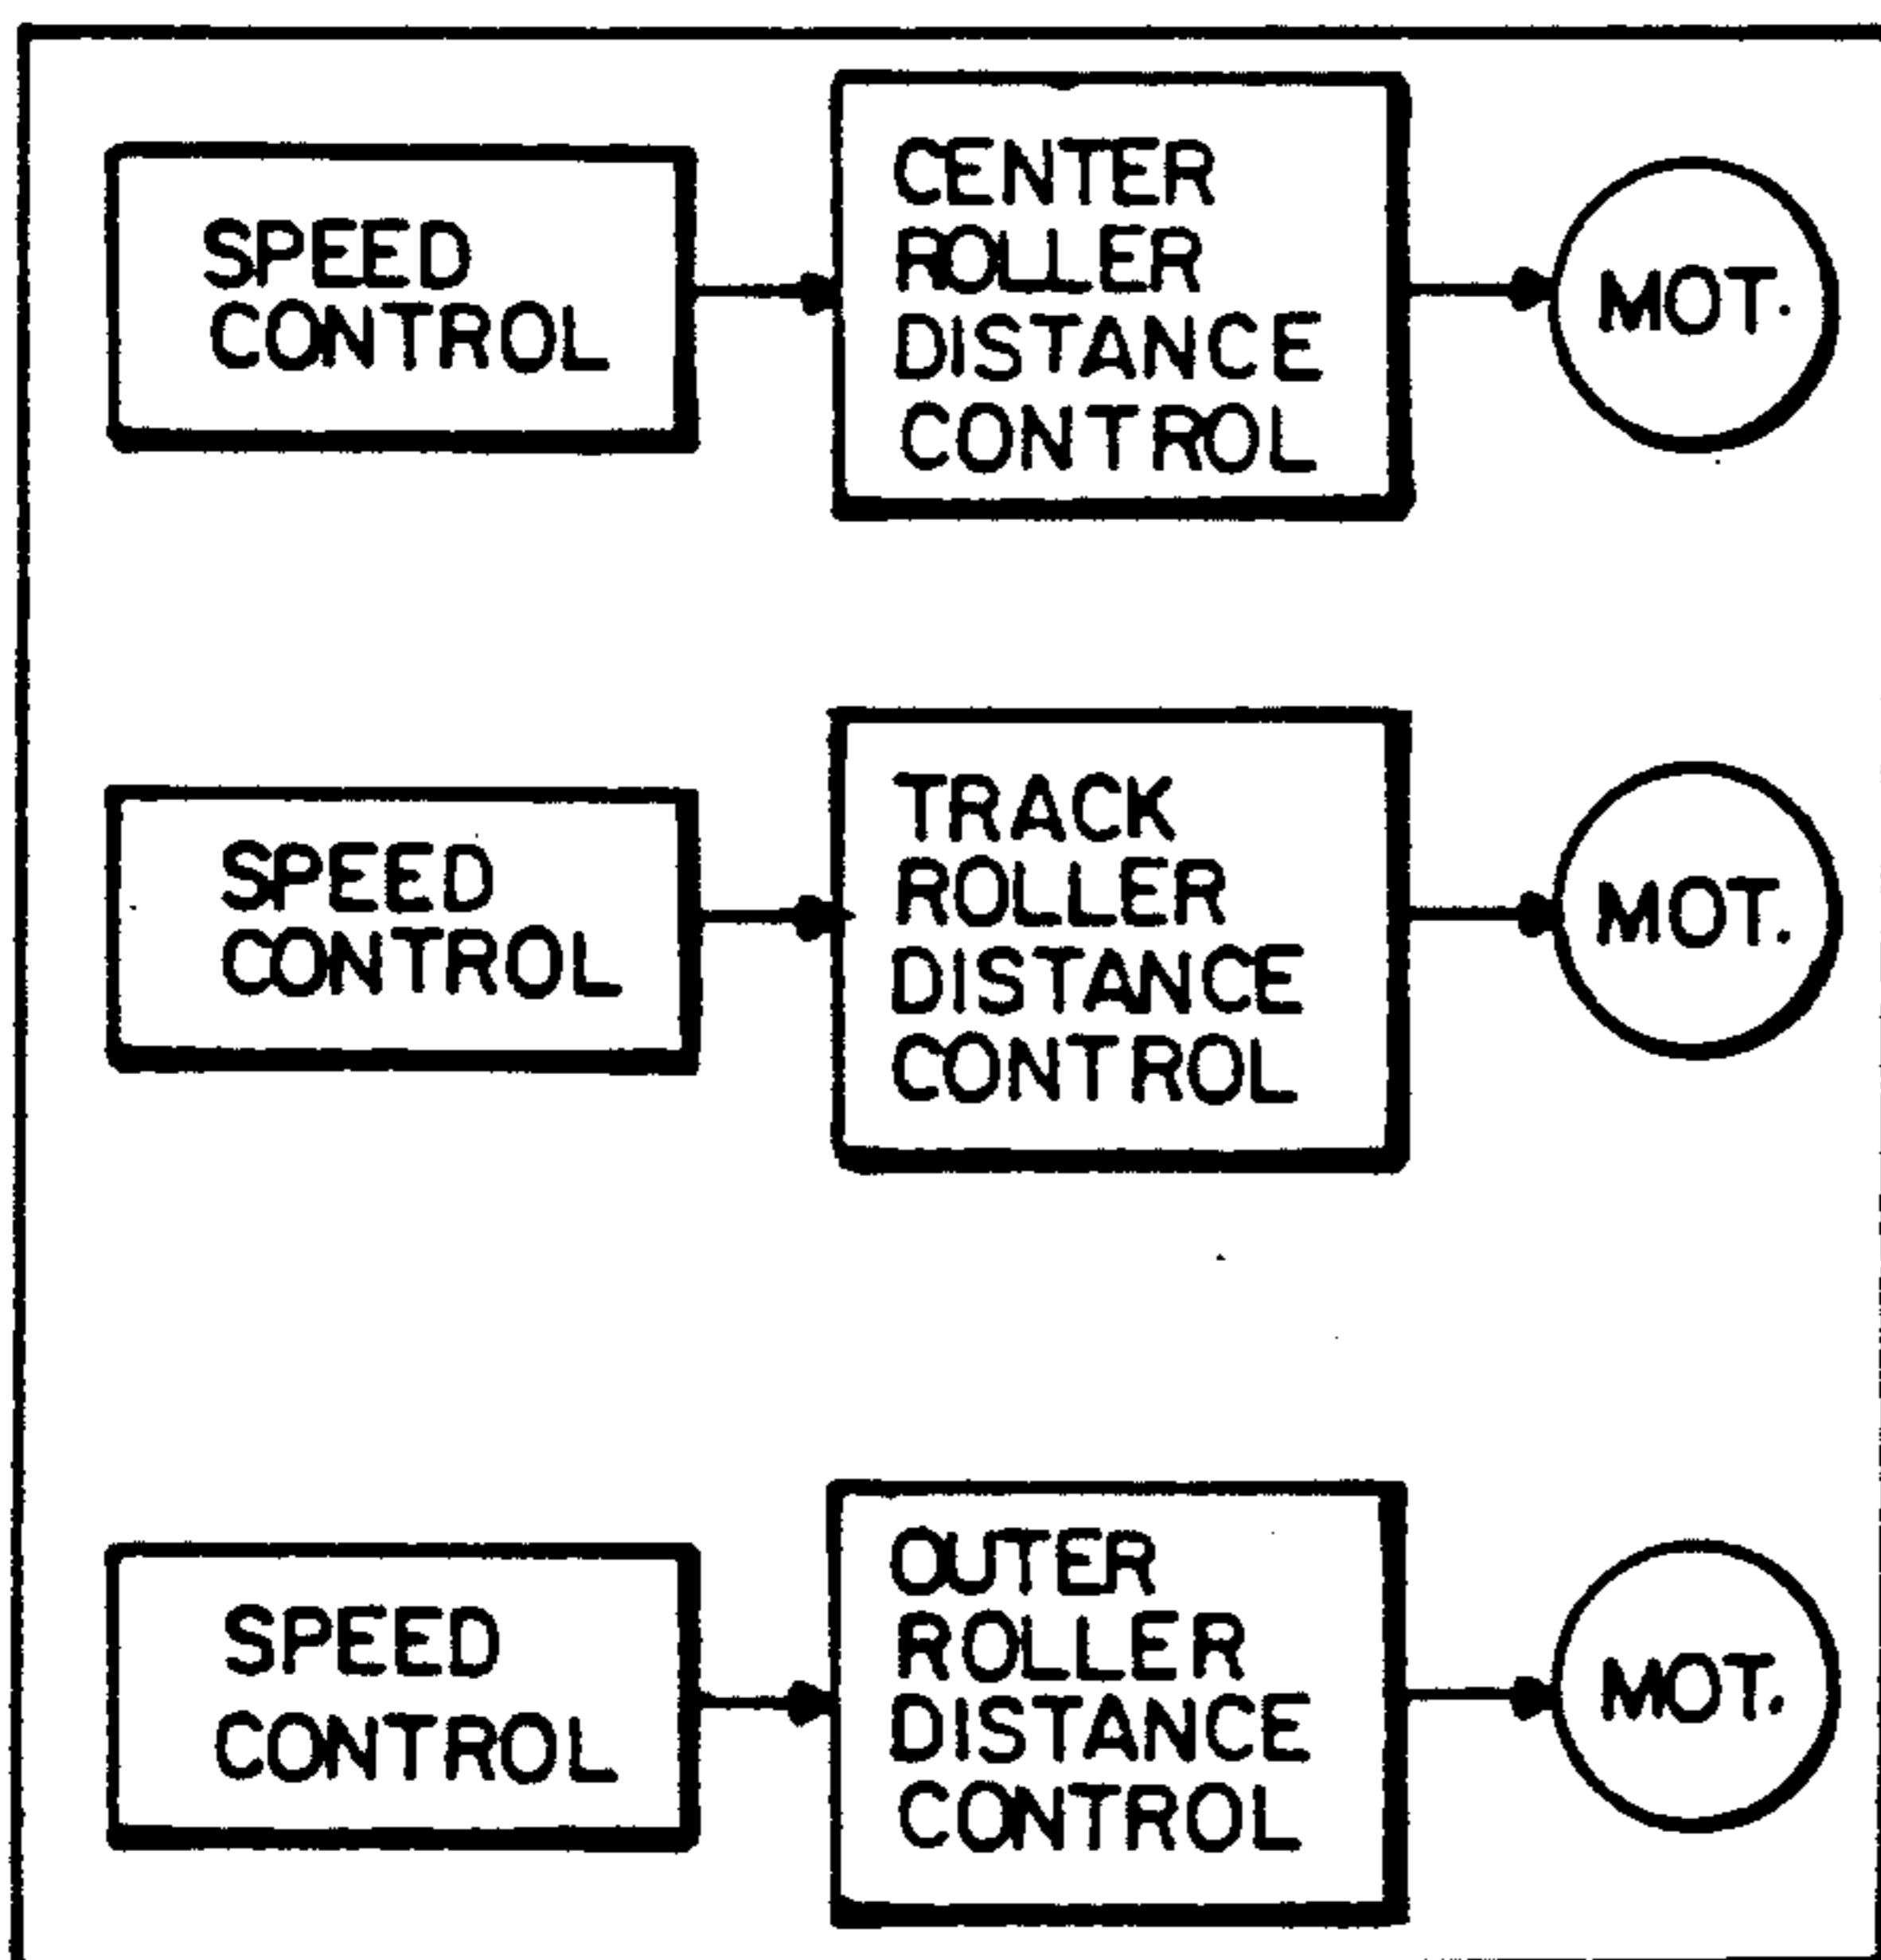 SPEED
CONTROL
CENTER
ROLLER
DISTANCE
CONTROL
MOT.
SPEED
CONTROL
TRACK
ROLLER
DISTANCE
CONTROL
MOT.
SPEED
CONTROL
OUTER
ROLLER
DISTANCE
CONTROL
MOT.